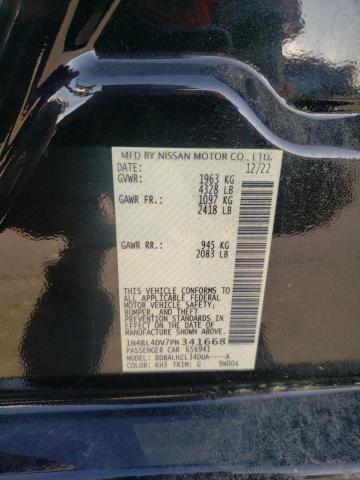 MFD BY NISSAN MOTOR CO., LTD.
DATE: 12/22
GVWR: 1963 KG
4328 LB
GAWR FR: 1097 KG
2418 LB
GAWR RR: 945 KG
2083 LB
THIS VEHICLE CONFORMS TO ALL
APPLICABLE FEDERAL MOTOR
VEHICLE SAFETY, BUMPER, AND THEFT PREVENTION
STANDARDS IN EFFECT ON THE DATE
OF MANUFACTURE SHOWN ABOVE.
1N4BL4DV7PN341668
PASSENGER CAR 656941
MODEL: BDBALHZL34DUA----A
COLOR: KH3 TRIM: G 9N00A